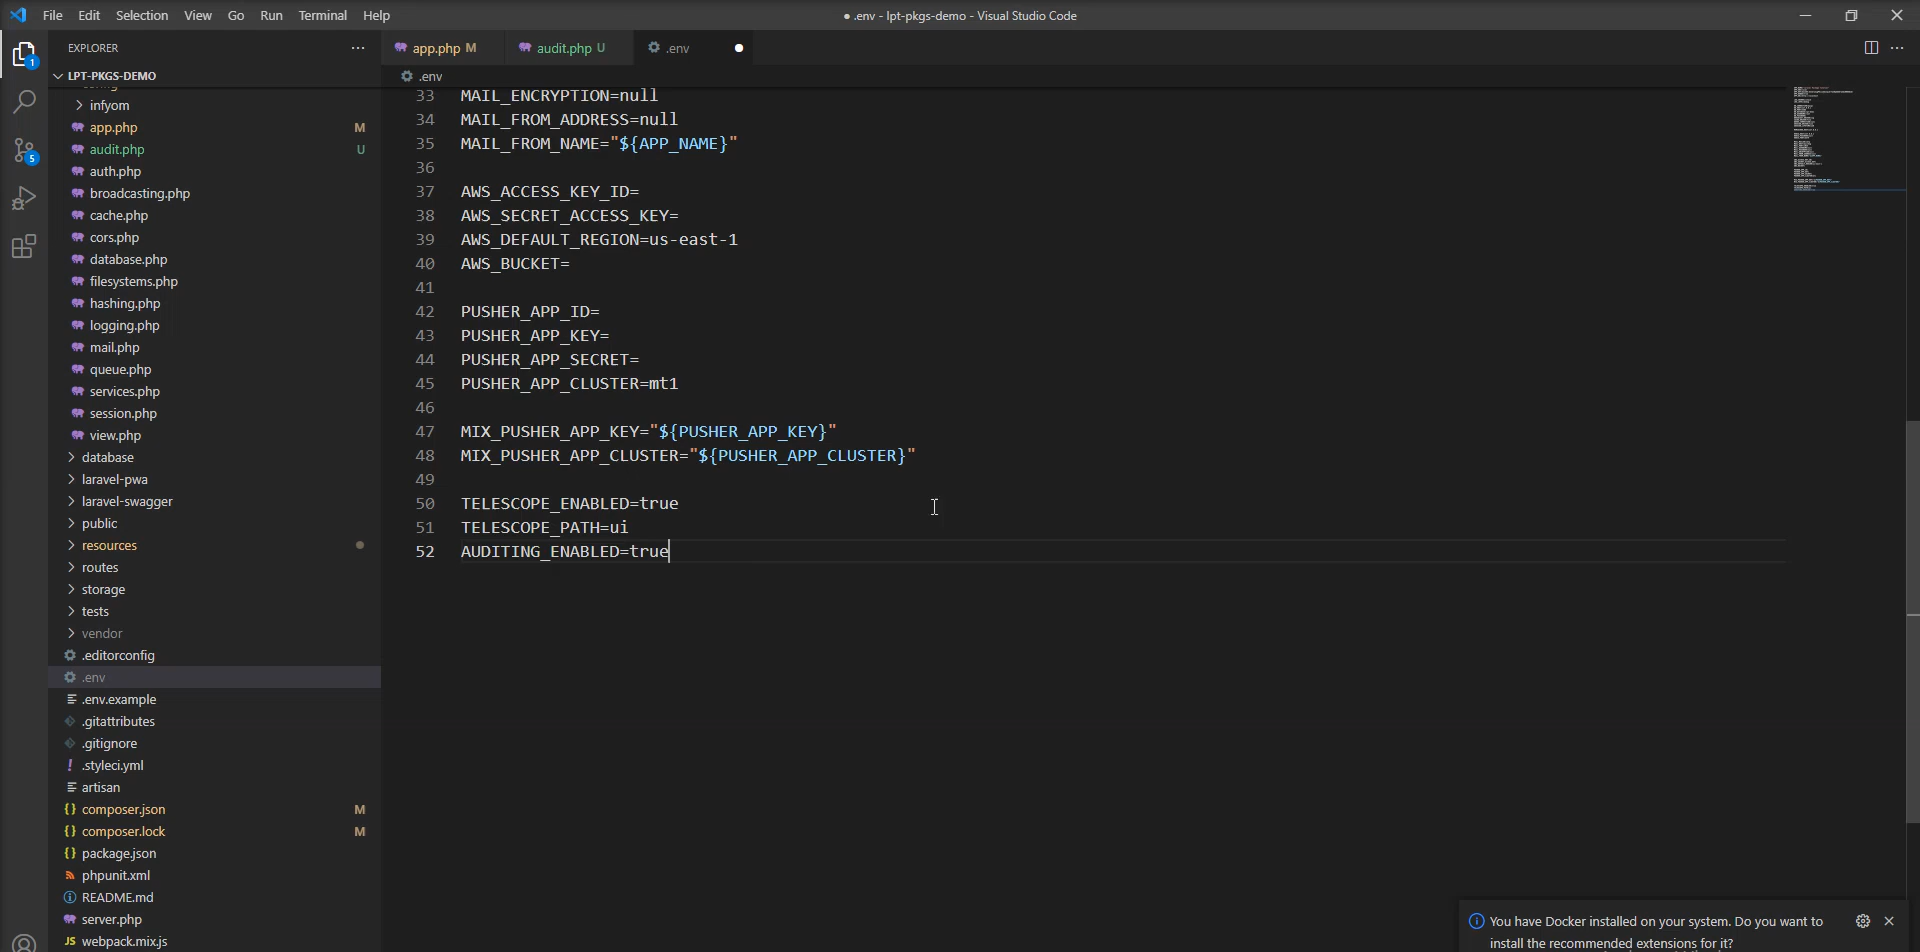 File Edit Selection View Go Run Terminal Help
● .env - lpt-pkgs-demo - Visual Studio Code
EXPLORER
LPT-PKGS-DEMO
infyom
app.php M
audit.php U
auth.php
broadcasting.php
cache.php
cors.php
database.php
filesystems.php
hashing.php
logging.php
mail.php
queue.php
services.php
session.php
view.php
database
laravel-pwa
laravel-swagger
public
resources
routes
storage
tests
vendor
.editorconfig
.env
.env.example
.gitattributes
.gitignore
! .styleci.yml
artisan
{} composer.json M
{} composer.lock M
{} package.json
phpunit.xml
README.md
server.php
JS webpack.mix.js
1
5
app.php M
audit.php U
.env
.env
33 MAIL_ENCRYPTION=null
34 MAIL_FROM_ADDRESS=null
35 MAIL_FROM_NAME="${APP_NAME}"
36
37 AWS_ACCESS_KEY_ID=
38 AWS_SECRET_ACCESS_KEY=
39 AWS_DEFAULT_REGION=us-east-1
40 AWS_BUCKET=
41
42 PUSHER_APP_ID=
43 PUSHER_APP_KEY=
44 PUSHER_APP_SECRET=
45 PUSHER_APP_CLUSTER=mt1
46
47 MIX_PUSHER_APP_KEY="${PUSHER_APP_KEY}"
48 MIX_PUSHER_APP_CLUSTER="${PUSHER_APP_CLUSTER}"
49
50 TELESCOPE_ENABLED=true
51 TELESCOPE_PATH=ui
52 AUDITING_ENABLED=true
You have Docker installed on your system. Do you want to
install the recommended extensions for it?